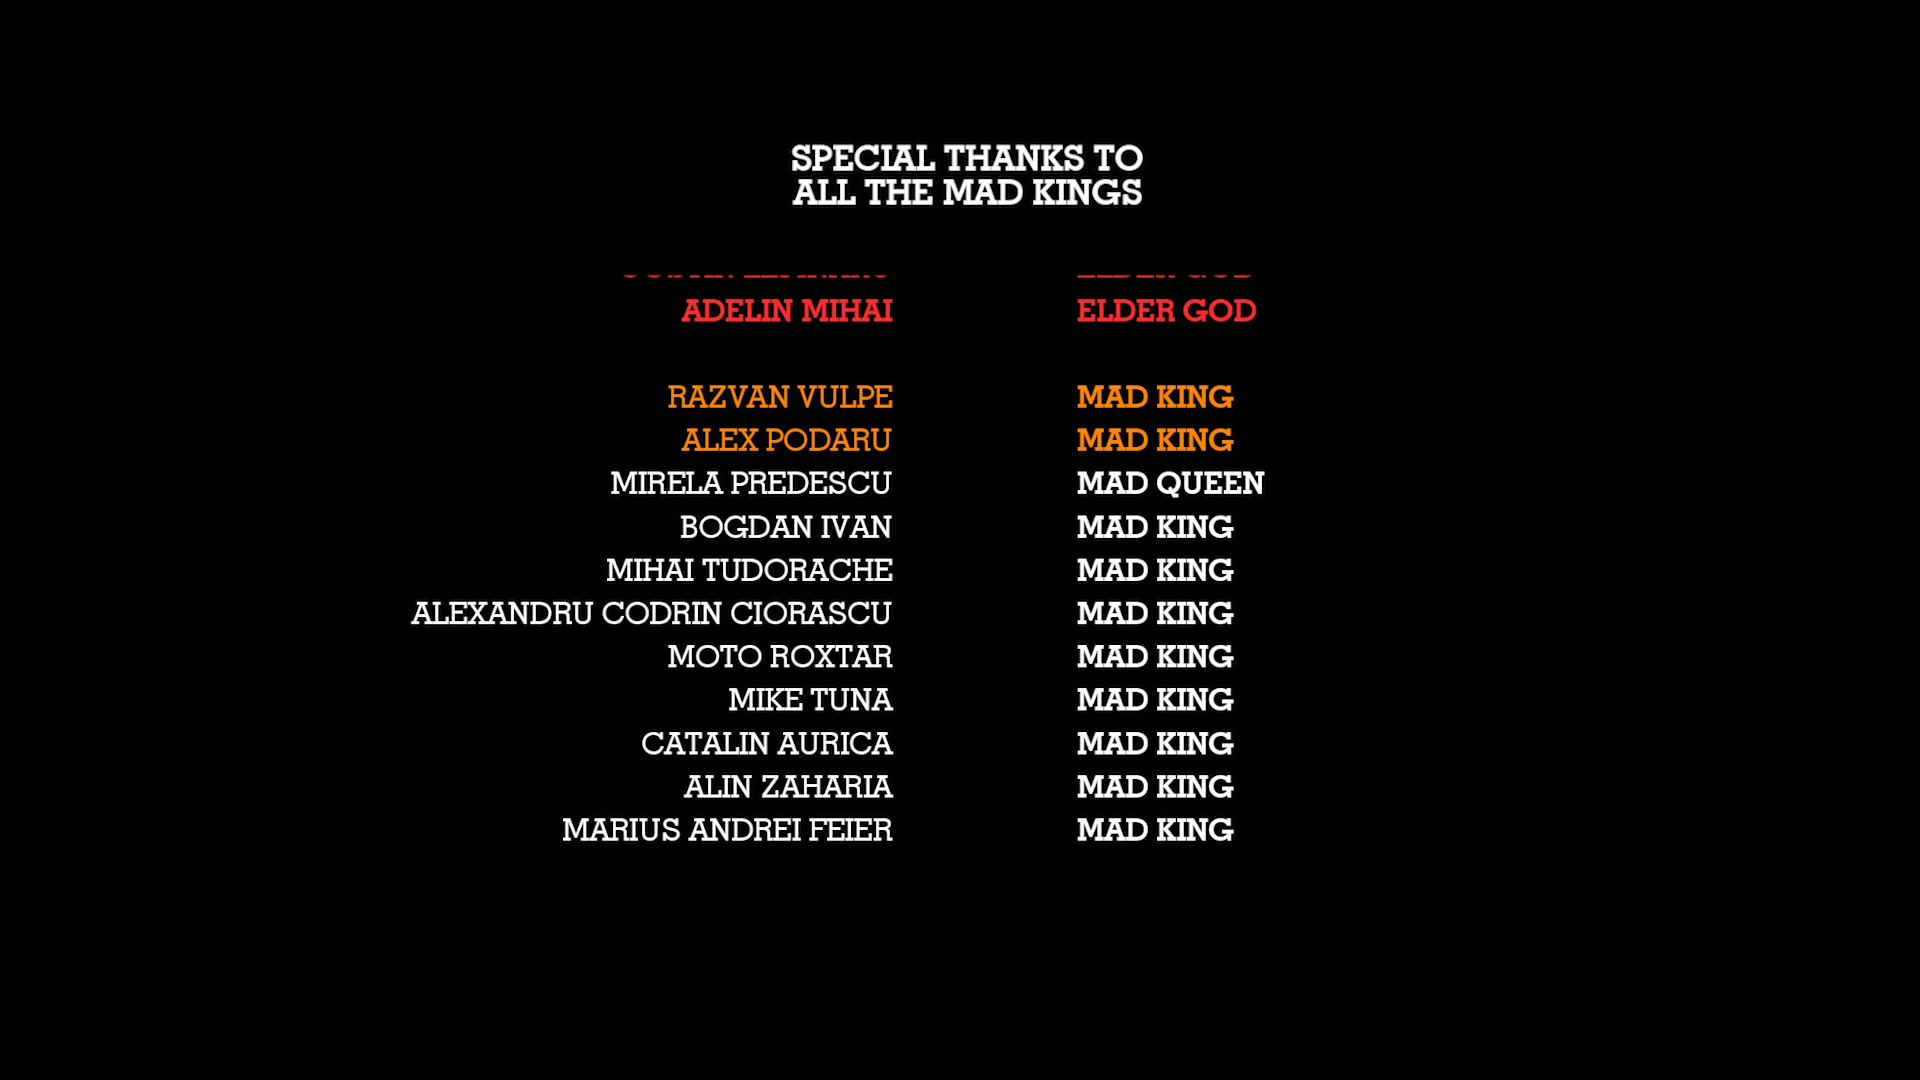 SPECIAL THANKS TO
ALL THE MAD KINGS
ELDER GOD
ADELIN MIHAI ELDER GOD
RAZVAN VULPE MAD KING
ALEX PODARU MAD KING
MIRELA PREDESCU MAD QUEEN
BOGDAN IVAN MAD KING
MIHAI TUDORACHE MAD KING
ALEXANDRU CODRIN CIORASCU MAD KING
MOTO ROXTAR MAD KING
MIKE TUNA MAD KING
CATALIN AURICA MAD KING
ALIN ZAHARIA MAD KING
MARIUS ANDREI FEIER MAD KING